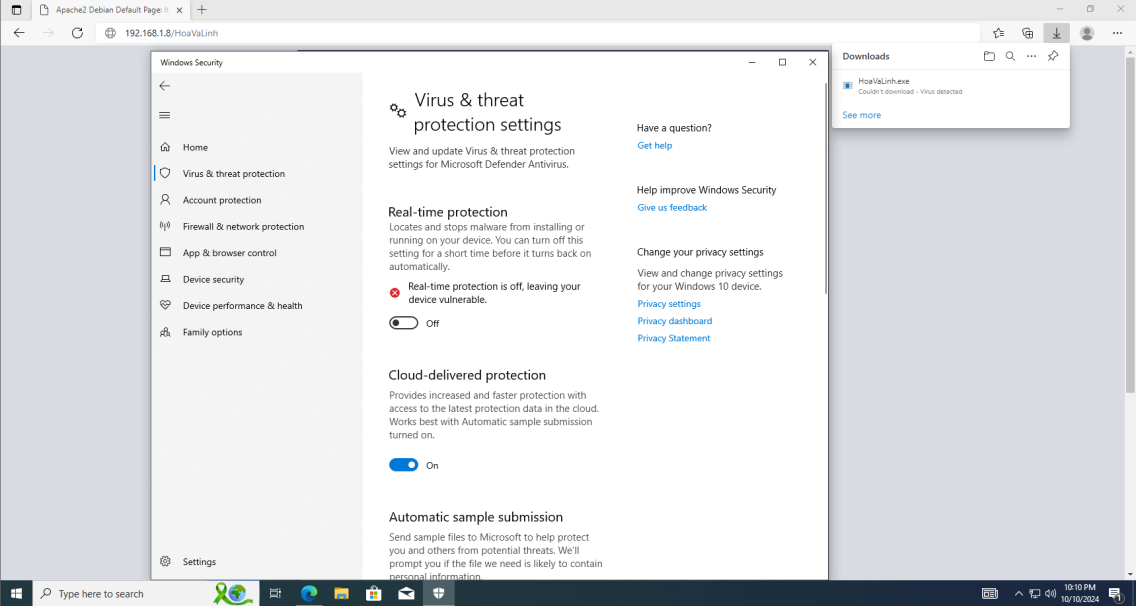 Apache2 Debian Default Page: It
192.168.1.8/HoaVaLinh
Downloads
HoaVaLinh.exe
Couldn't download - Virus detected
See more
Windows Security
Home
Virus & threat protection
Account protection
Firewall & network protection
App & browser control
Device security
Device performance & health
Family options
Settings
Virus & threat
protection settings
View and update Virus & threat protection
settings for Microsoft Defender Antivirus.
Real-time protection
Locates and stops malware from installing or
running on your device. You can turn off this
setting for a short time before it turns back on
automatically.
Real-time protection is off, leaving your
device vulnerable.
Off
Cloud-delivered protection
Provides increased and faster protection with
access to the latest protection data in the cloud.
Works best with Automatic sample submission
turned on.
On
Automatic sample submission
Send sample files to Microsoft to help protect
you and others from potential threats. We'll
prompt you if the file we need is likely to contain
personal information.
Have a question?
Get help
Help improve Windows Security
Give us feedback
Change your privacy settings
View and change privacy settings
for your Windows 10 device.
Privacy settings
Privacy dashboard
Privacy Statement
Type here to search
10:10 PM
10/10/2024
1